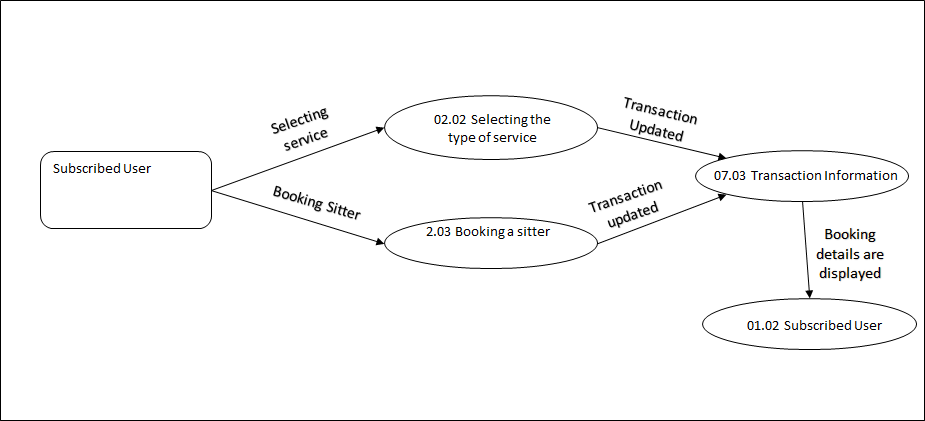 Subscribed User
Selecting
service
02.02 Selecting the
type of service
Transaction
Updated
07.03 Transaction Information
Booking Sitter
2.03 Booking a sitter
Transaction
updated
Booking
details are
displayed
01.02 Subscribed User